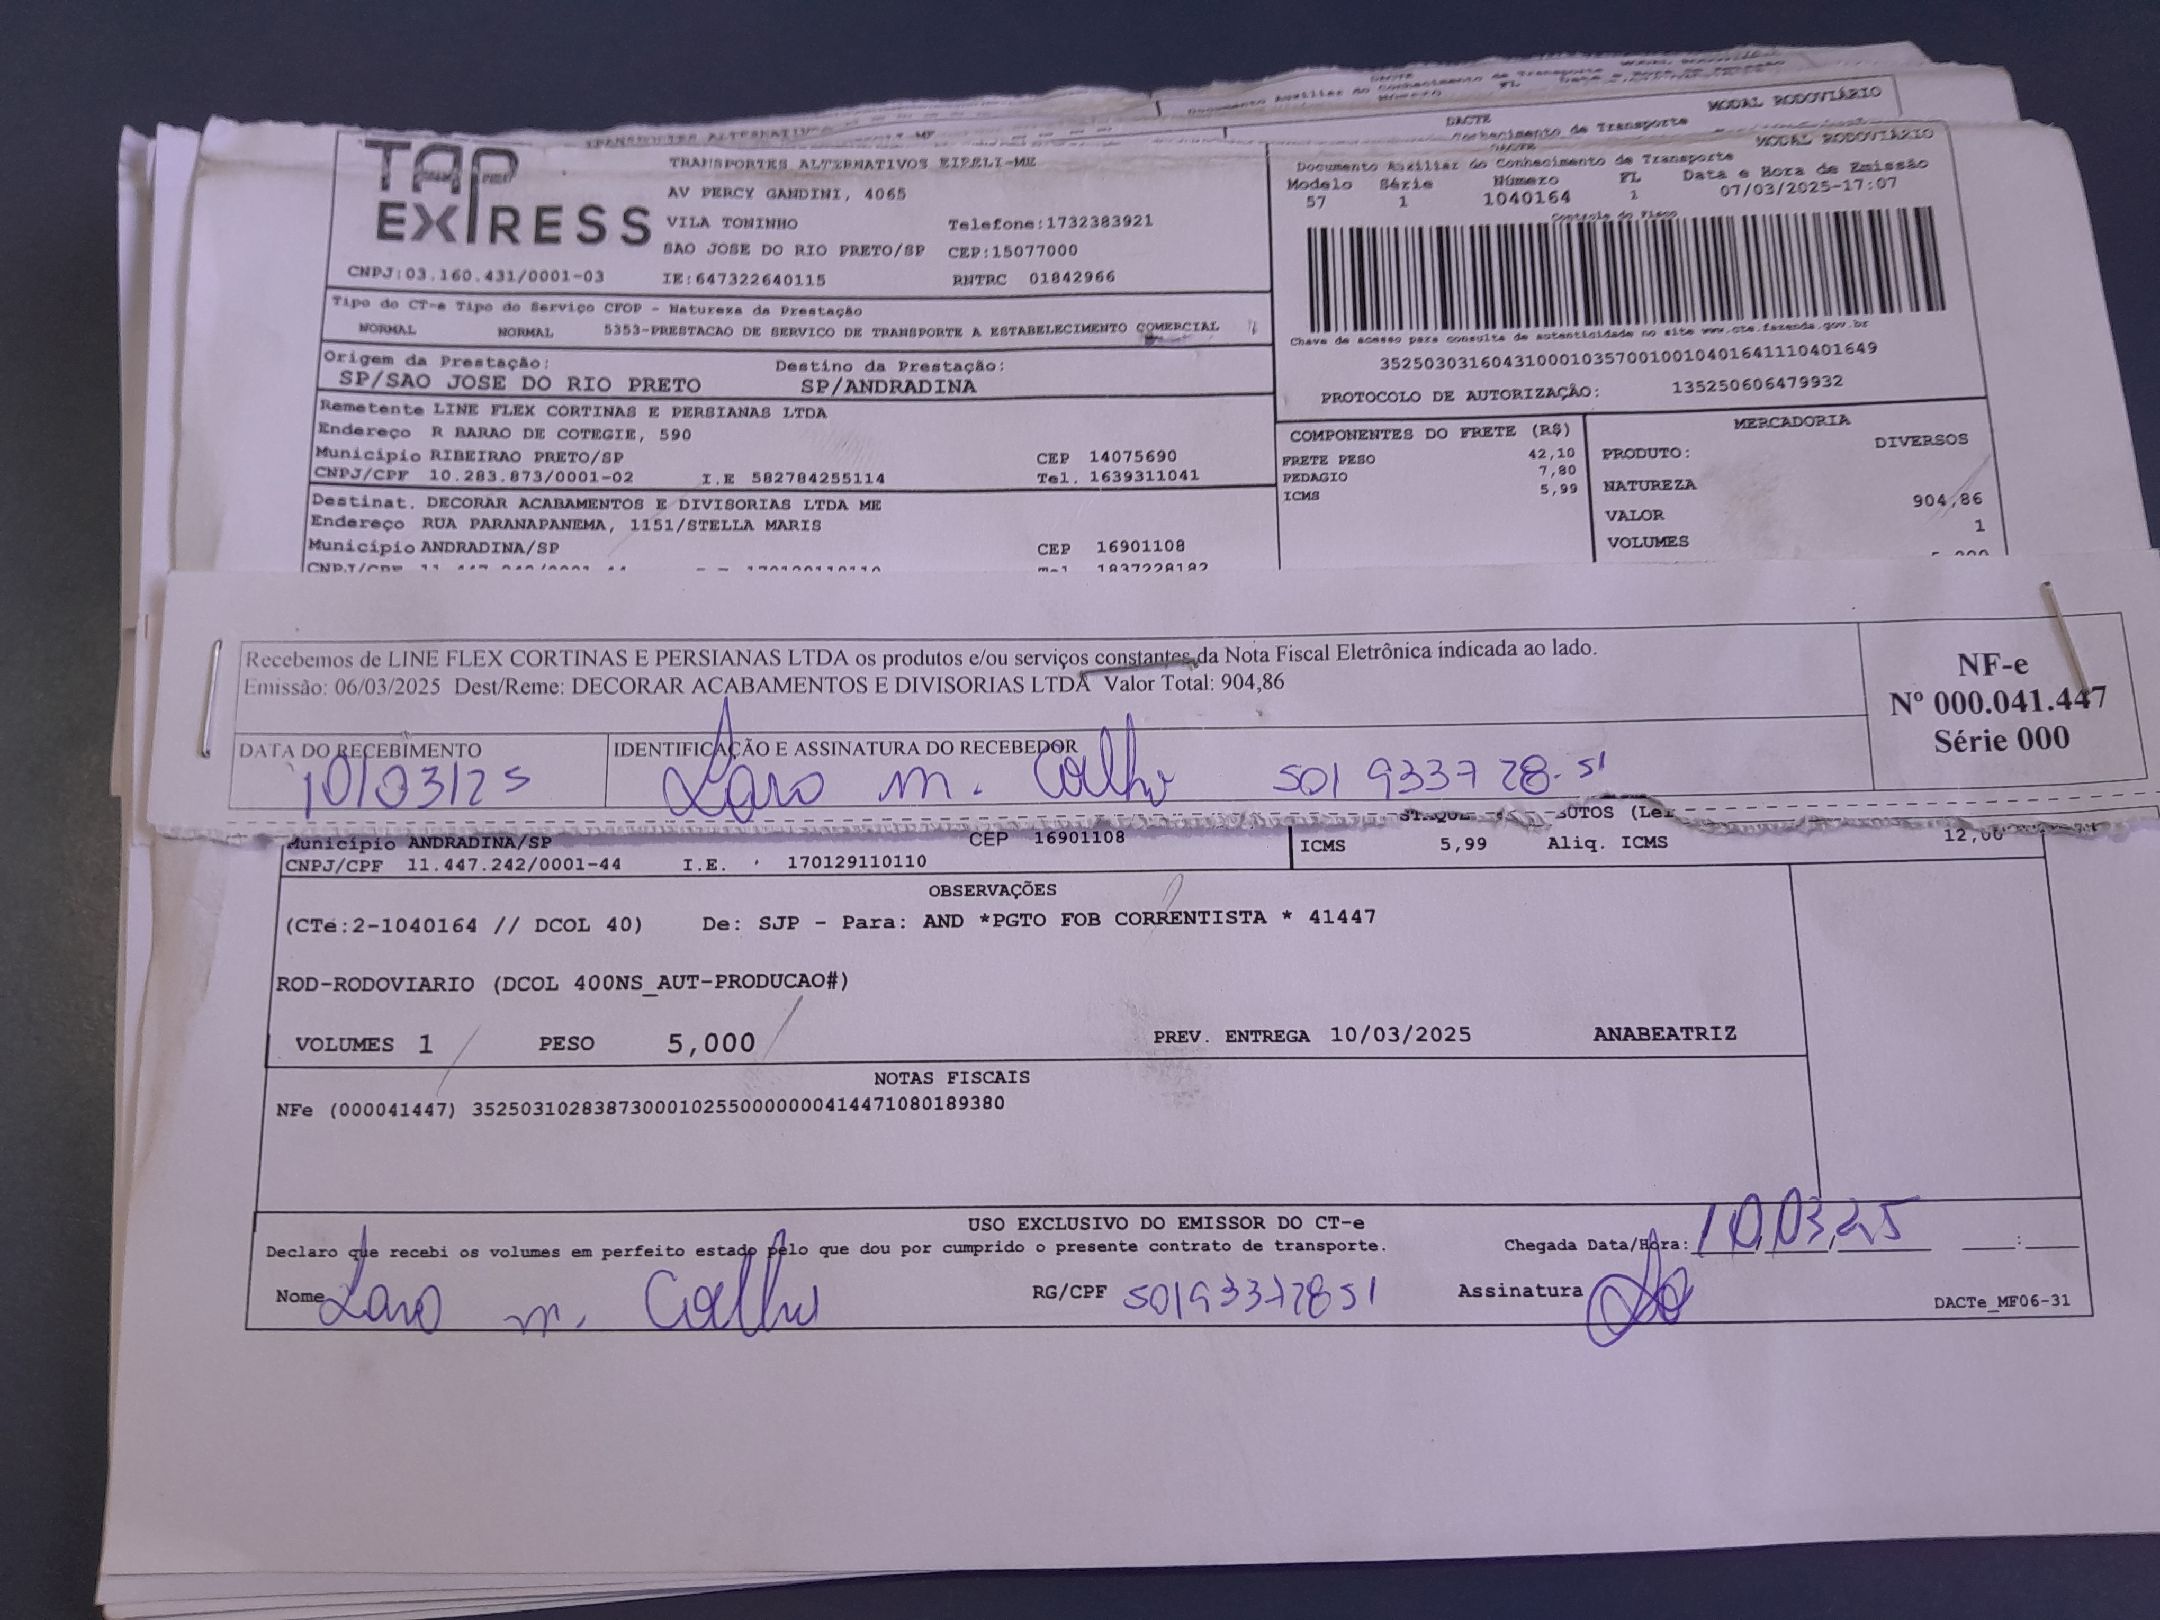 MODAL RODOVIÁRIO
DACTE
MODAL RODOVIÁRIO
TAP EXPRESS
TRANSPORTES ALTERNATIVOS EIRELI-ME
AV PERCY GANDINI, 4065
VILA TONINHO Telefone:1732383921
SAO JOSE DO RIO PRETO/SP CEP:15077000
CNPJ:03.160.431/0001-03 IE:647322640115 RNTRC 01842966
Documento Auxiliar do Conhecimento de Transporte
Modelo Série Número FL Data e Hora de Emissão
57 1 1040164 1 07/03/2025-17:07
Controle do Fisco
Chave de acesso para consulta de autenticidade no site www.cte.fazenda.gov.br
35250303160431000103570010010401641110401649
PROTOCOLO DE AUTORIZAÇÃO: 135250606479932
Tipo do CT-e Tipo do Serviço CFOP - Natureza da Prestação
NORMAL NORMAL 5353-PRESTACAO DE SERVICO DE TRANSPORTE A ESTABELECIMENTO COMERCIAL
Origem da Prestação: Destino da Prestação:
SP/SAO JOSE DO RIO PRETO SP/ANDRADINA
Remetente LINE FLEX CORTINAS E PERSIANAS LTDA
Endereço R BARAO DE COTEGIE, 590
Município RIBEIRAO PRETO/SP CEP 14075690
CNPJ/CPF 10.283.873/0001-02 I.E 582784255114 Tel. 1639311041
Destinat. DECORAR ACABAMENTOS E DIVISORIAS LTDA ME
Endereço RUA PARANAPANEMA, 1151/STELLA MARIS
Município ANDRADINA/SP CEP 16901108
COMPONENTES DO FRETE (R$)
FRETE PESO 42,10
PEDAGIO 7,80
ICMS 5,99
MERCADORIA
PRODUTO: DIVERSOS
NATUREZA
VALOR 904,86
VOLUMES 1
Recebemos de LINE FLEX CORTINAS E PERSIANAS LTDA os produtos e/ou serviços constantes da Nota Fiscal Eletrônica indicada ao lado.
Emissão: 06/03/2025 Dest/Reme: DECORAR ACABAMENTOS E DIVISORIAS LTDA Valor Total: 904,86
NF-e
Nº 000.041.447
Série 000
DATA DO RECEBIMENTO IDENTIFICAÇÃO E ASSINATURA DO RECEBEDOR
10/03/25 Lara m. Coelho 501 933778-51
Município ANDRADINA/SP CEP 16901108
CNPJ/CPF 11.447.242/0001-44 I.E. 170129110110
ICMS 5,99 Aliq. ICMS 12,00
OBSERVAÇÕES
(CTe:2-1040164 // DCOL 40) De: SJP - Para: AND *PGTO FOB CORRENTISTA * 41447
ROD-RODOVIARIO (DCOL 400NS_AUT-PRODUCAO#)
VOLUMES 1 PESO 5,000 PREV. ENTREGA 10/03/2025 ANABEATRIZ
NOTAS FISCAIS
NFe (000041447) 35250310283873000102550000000414471080189380
USO EXCLUSIVO DO EMISSOR DO CT-e
Declaro que recebi os volumes em perfeito estado pelo que dou por cumprido o presente contrato de transporte. Chegada Data/Hora: 10/03/25
Nome Lara m. Coelho RG/CPF Assinatura
DACTe_MF06-31